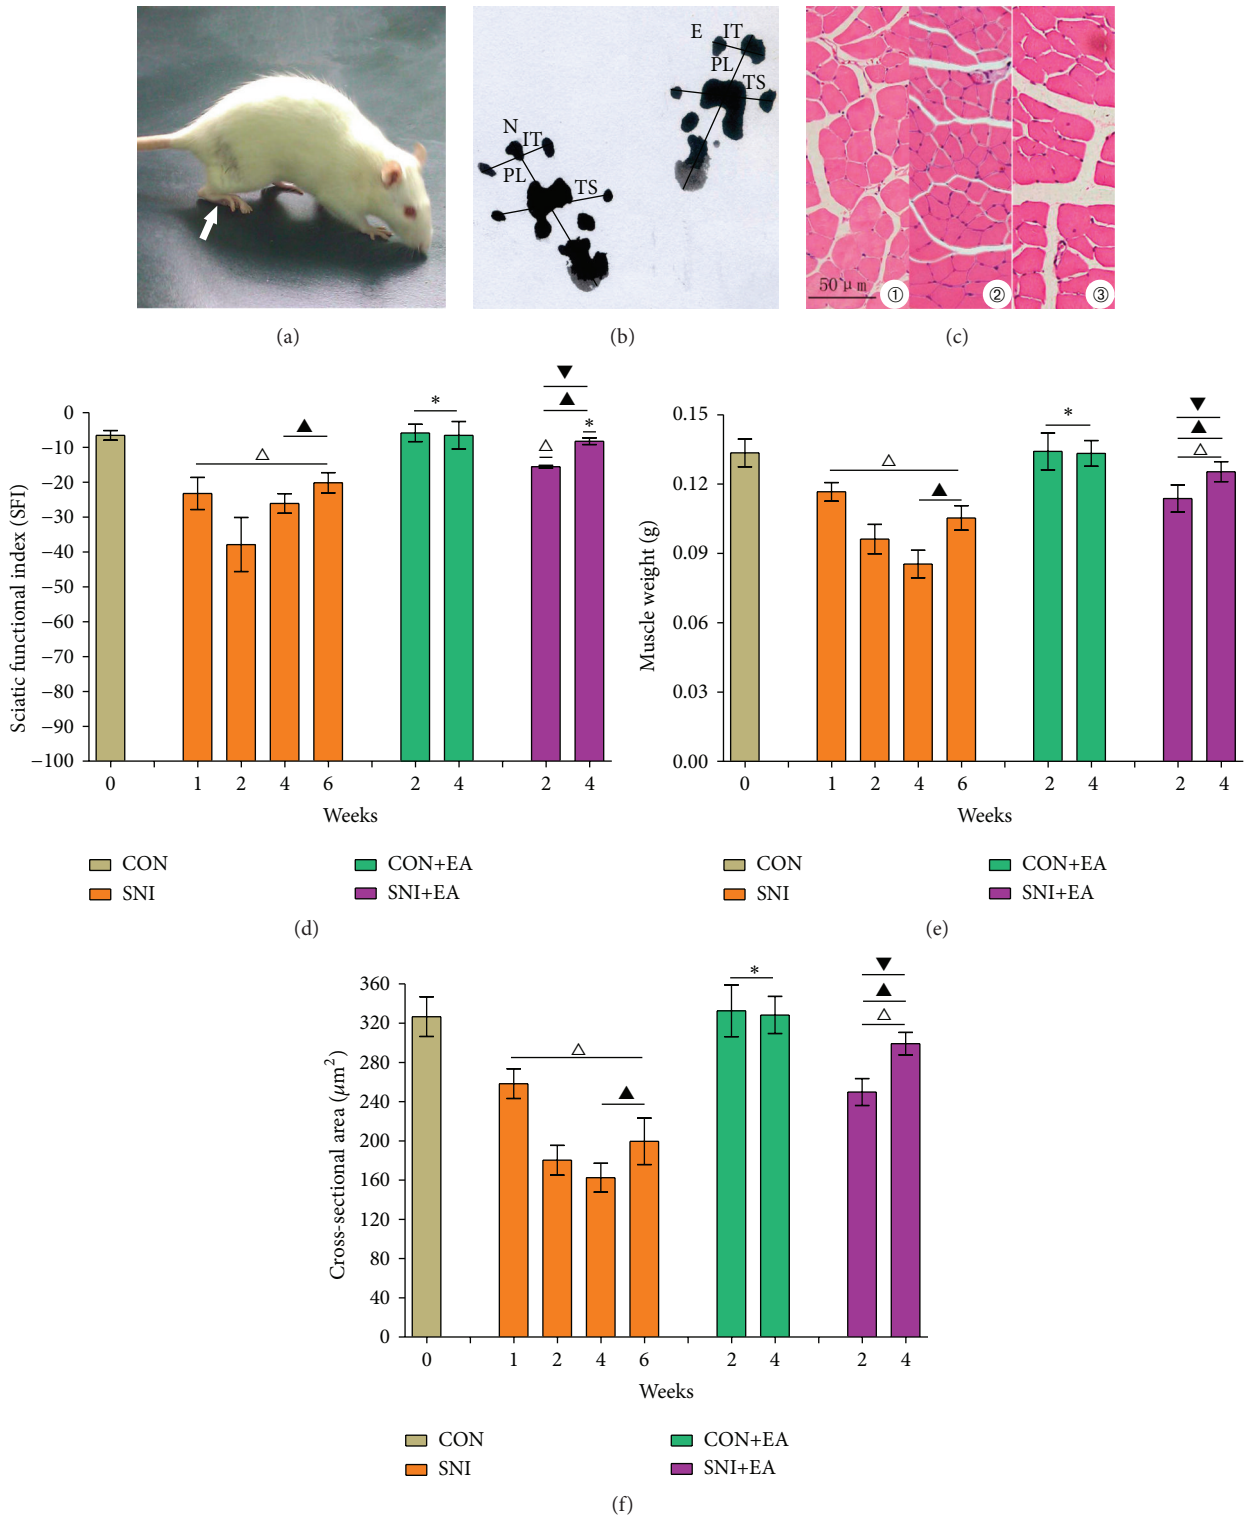 E IT
PL
TS
N
IT
PL
TS
50 μm
① ② ③
(a) (b) (c)
Sciatic functional index (SFI)
0
−10
−20
−30
−40
−50
−60
−70
−80
−90
−100
△
▲
*
△
▼
▲
*
0 1 2 4 6 2 4 2 4
Weeks
CON CON+EA
SNI SNI+EA
(d)
Muscle weight (g)
0.15
0.12
0.09
0.06
0.03
0.00
△
▲
*
▼
▲
△
0 1 2 4 6 2 4 2 4
Weeks
CON CON+EA
SNI SNI+EA
(e)
Cross-sectional area (μm²)
360
320
280
240
200
160
120
80
40
0
△
▲
*
▼
▲
△
0 1 2 4 6 2 4 2 4
Weeks
CON CON+EA
SNI SNI+EA
(f)